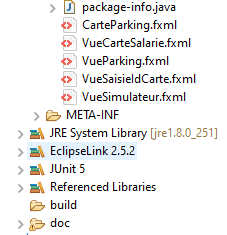 package-info.java
CarteParking.fxml
VueCarteSalarie.fxml
VueParking.fxml
VueSaisieldCarte.fxml
VueSimulateur.fxml
META-INF
JRE System Library [jre1.8.0_251]
EclipseLink 2.5.2
JUnit 5
Referenced Libraries
build
doc